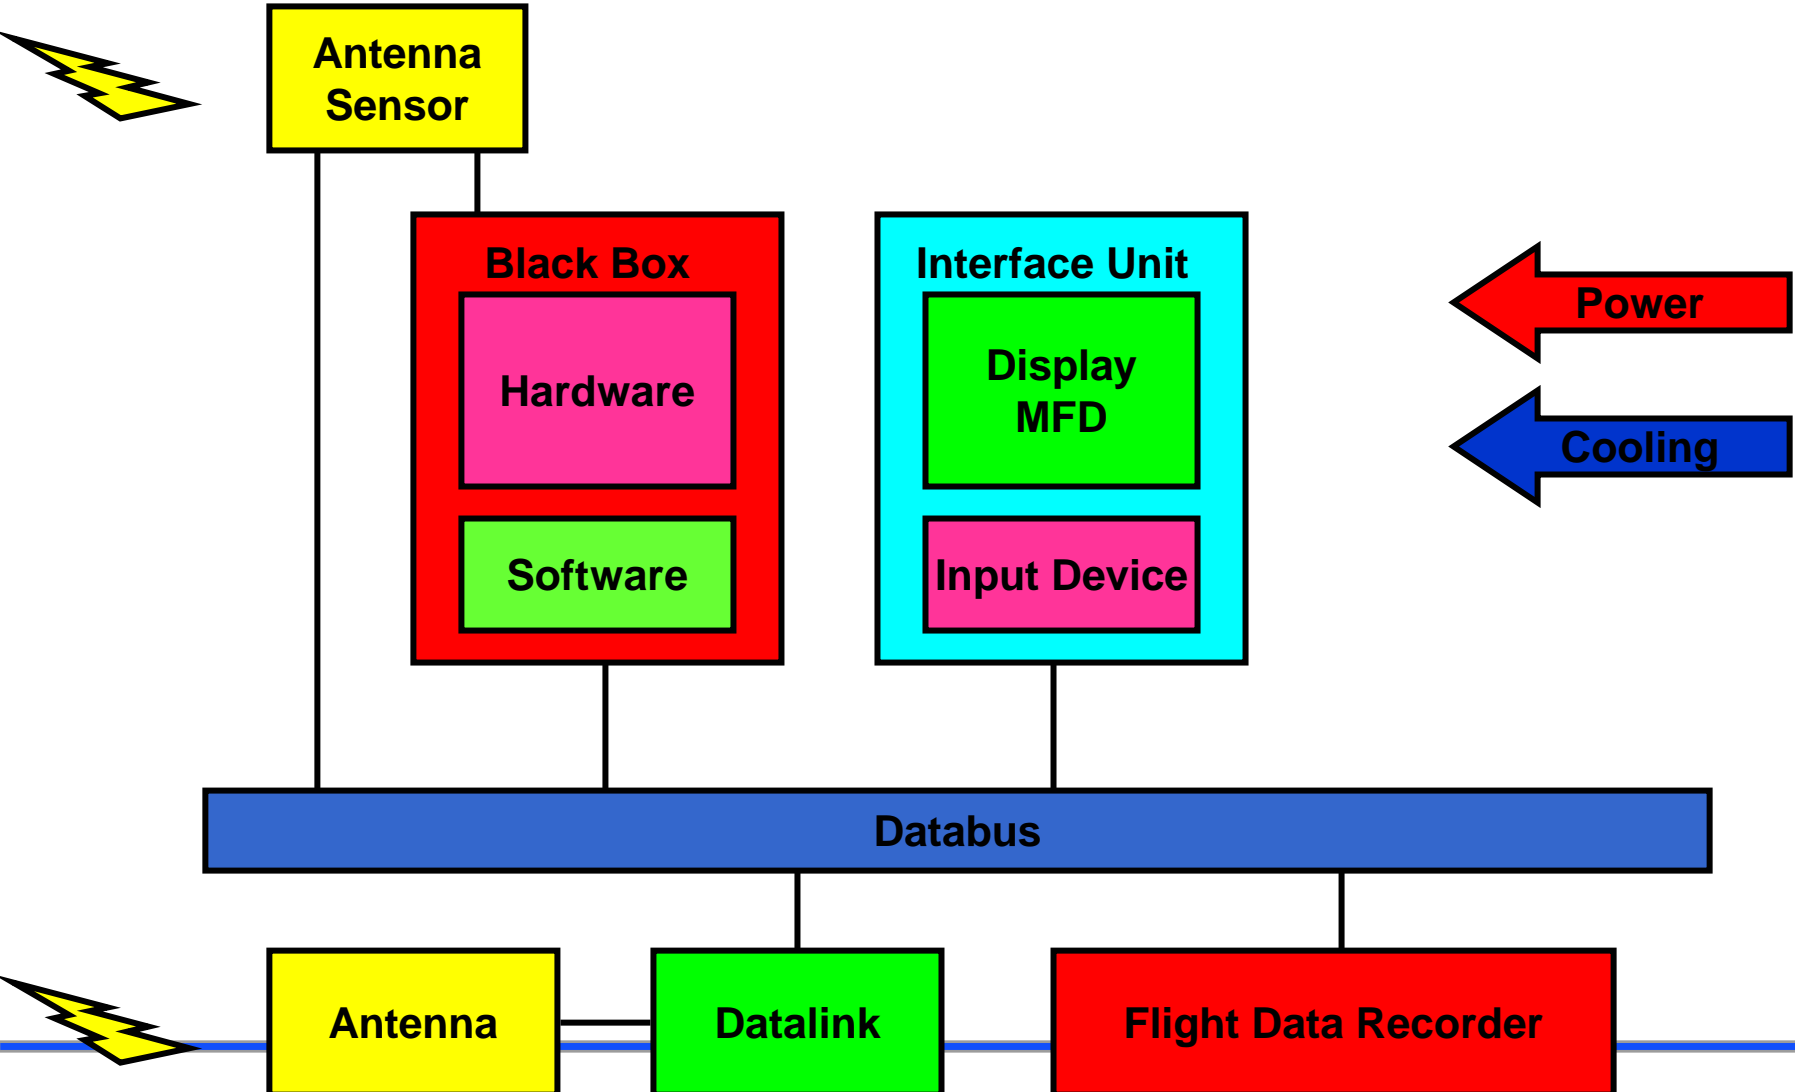 Antenna
Sensor
Black Box
Interface Unit
Hardware
Display
MFD
Power
Cooling
Software
Input Device
Databus
Antenna
Datalink
Flight Data Recorder